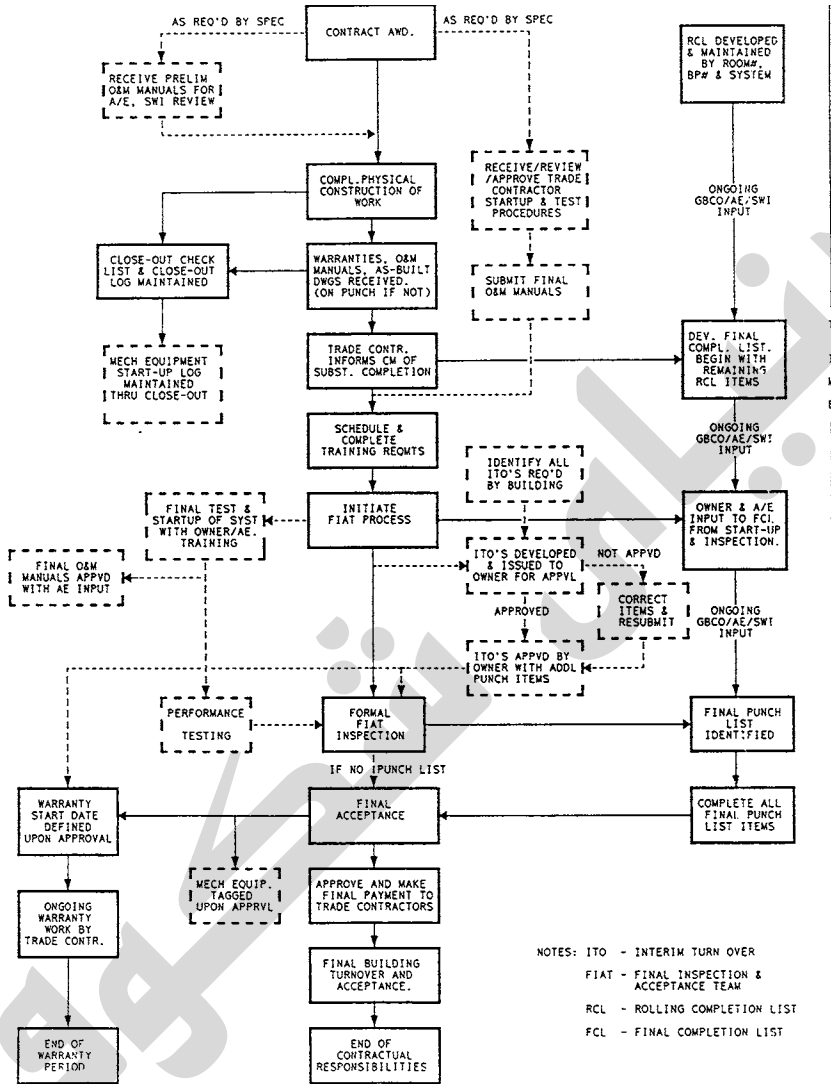 AS REQ'D BY SPEC
CONTRACT AWD.
AS REQ'D BY SPEC
RCL DEVELOPED
& MAINTAINED
BY ROOM#,
BP# & SYSTEM
RECEIVE PRELIM
O&M MANUALS FOR
A/E, SWI REVIEW
COMPL.PHYSICAL
CONSTRUCTION OF
WORK
RECEIVE/REVIEW
/APPROVE TRADE
CONTRACTOR
STARTUP & TEST
PROCEDURES
ONGOING
GBCO/AE/SWI
INPUT
CLOSE-OUT CHECK
LIST & CLOSE-OUT
LOG MAINTAINED
WARRANTIES, O&M
MANUALS, AS-BUILT
DWGS RECEIVED.
(ON PUNCH IF NOT)
SUBMIT FINAL
O&M MANUALS
MECH EQUIPMENT
START-UP LOG
MAINTAINED
THRU CLOSE-OUT
TRADE CONTR.
INFORMS CM OF
SUBST. COMPLETION
DEV. FINAL
COMPL. LIST.
BEGIN WITH
REMAINING
RCL ITEMS
SCHEDULE &
COMPLETE
TRAINING REQMTS
ONGOING
GBCO/AE/SWI
INPUT
IDENTIFY ALL
ITO'S REQ'D
BY BUILDING
FINAL TEST &
STARTUP OF SYST
WITH OWNER/AE.
TRAINING
INITIATE
FIAT PROCESS
OWNER & A/E
INPUT TO FCL
FROM START-UP
& INSPECTION.
FINAL O&M
MANUALS APPVD
WITH AE INPUT
ITO'S DEVELOPED
& ISSUED TO
OWNER FOR APPVL
NOT APPVD
CORRECT
ITEMS &
RESUBMIT
APPROVED
ONGOING
GBCO/AE/SWI
INPUT
ITO'S APPVD BY
OWNER WITH ADDL
PUNCH ITEMS
PERFORMANCE
TESTING
FORMAL
FIAT
INSPECTION
FINAL PUNCH
LIST
IDENTIFIED
IF NO PUNCH LIST
WARRANTY
START DATE
DEFINED
UPON APPROVAL
FINAL
ACCEPTANCE
COMPLETE ALL
FINAL PUNCH
LIST ITEMS
MECH EQUIP.
TAGGED
UPON APPRVL
APPROVE AND MAKE
FINAL PAYMENT TO
TRADE CONTRACTORS
ONGOING
WARRANTY
WORK BY
TRADE CONTR.
FINAL BUILDING
TURNOVER AND
ACCEPTANCE.
END OF
WARRANTY
PERIOD
END OF
CONTRACTUAL
RESPONSIBILITIES
NOTES: ITO - INTERIM TURN OVER
FIAT - FINAL INSPECTION &
ACCEPTANCE TEAM
RCL - ROLLING COMPLETION LIST
FCL - FINAL COMPLETION LIST